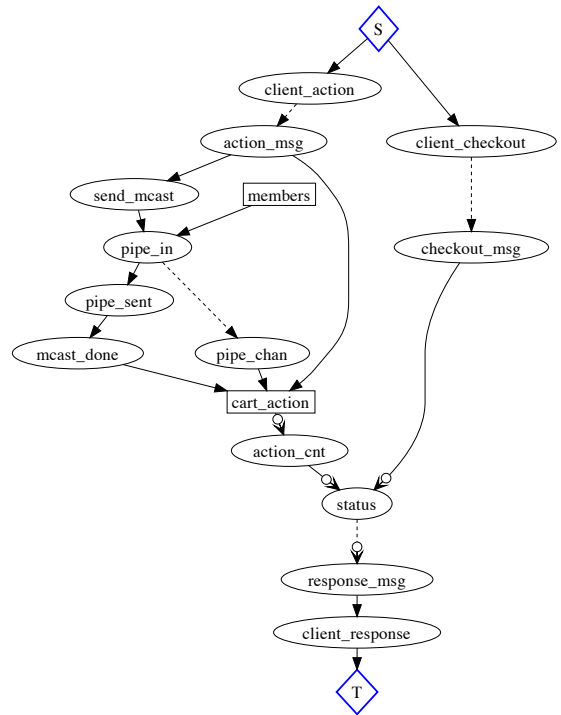 S
client_action
action_msg
client_checkout
send_mcast
members
pipe_in
checkout_msg
pipe_sent
mcast_done
pipe_chan
cart_action
action_cnt
status
response_msg
client_response
T